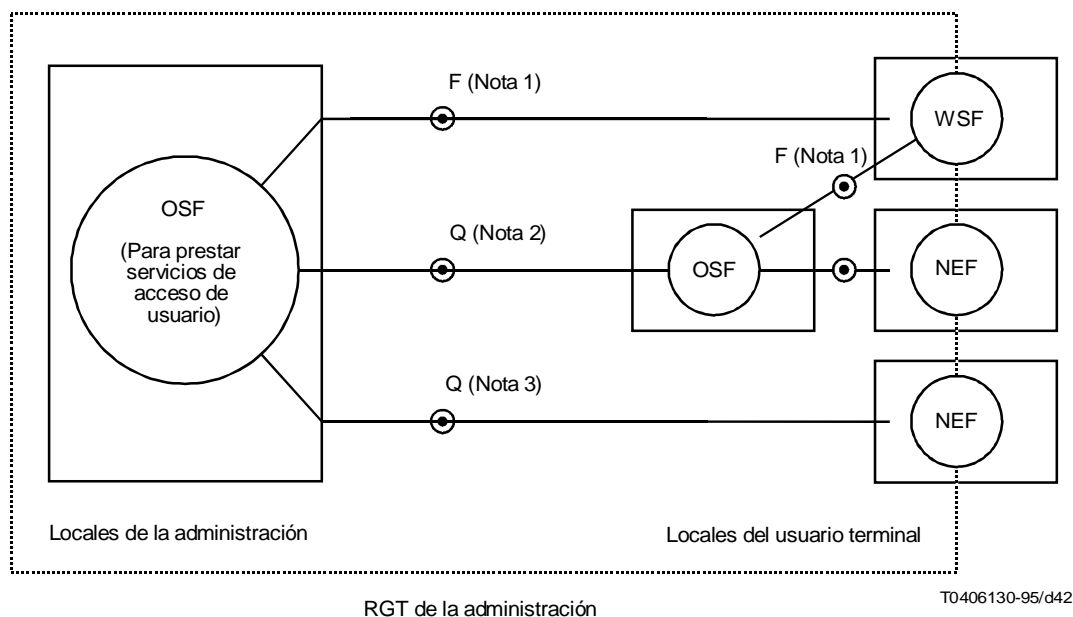 F (Nota 1)
WSF
F (Nota 1)
OSF
(Para prestar
servicios de
acceso de
usuario)
Q (Nota 2)
OSF
NEF
Q (Nota 3)
NEF
Locales de la administración
Locales del usuario terminal
RGT de la administración
T0406130-95/d42